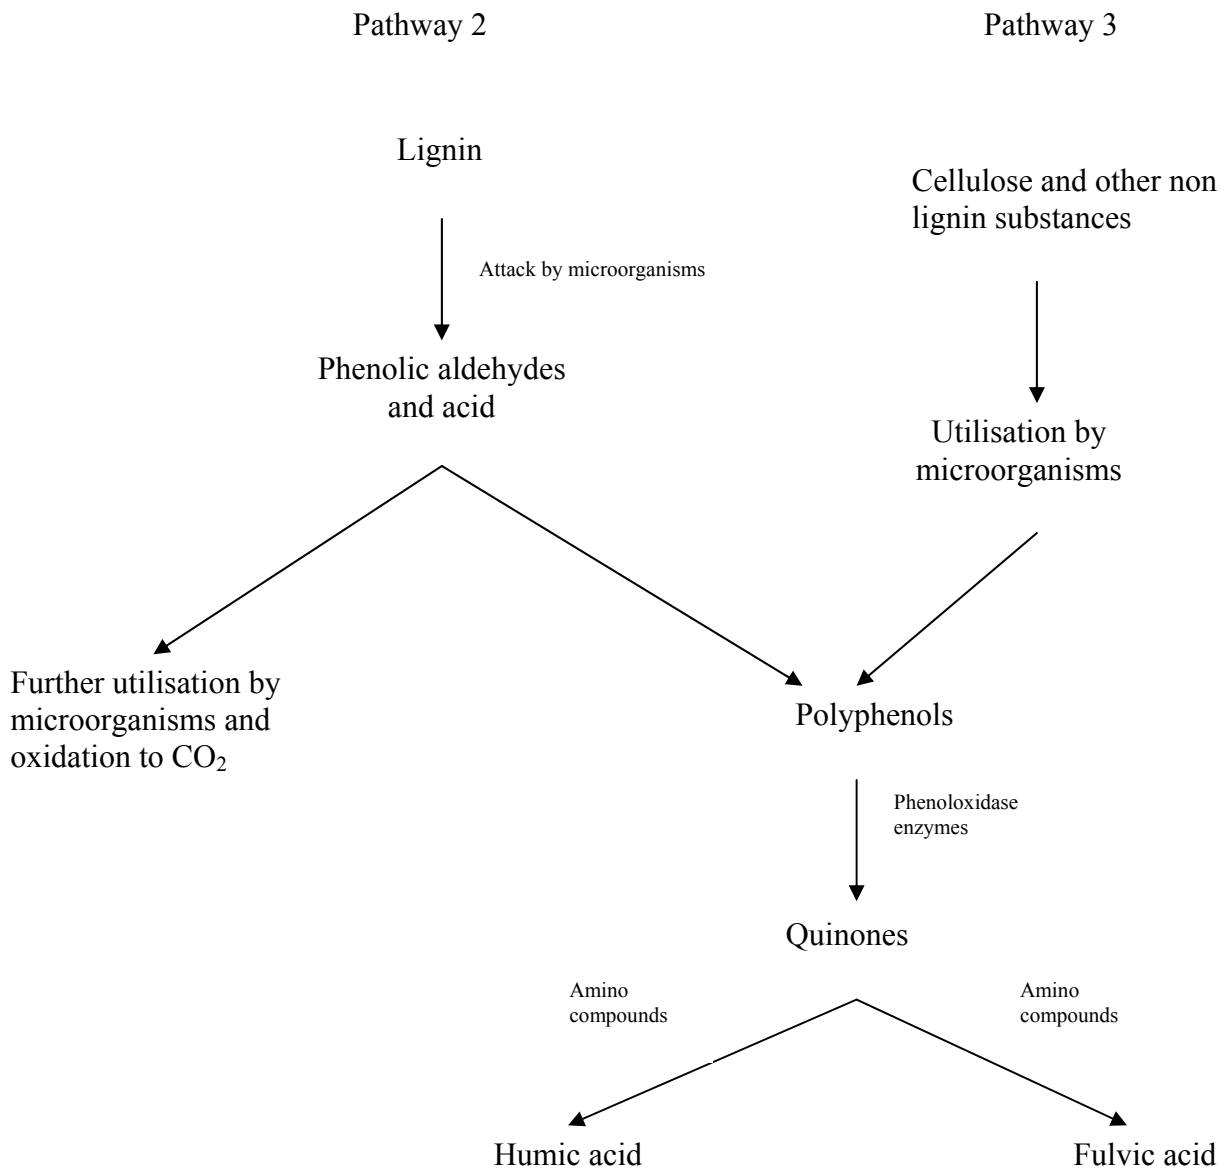 Pathway 2
Pathway 3
Lignin
Cellulose and other non
lignin substances
Attack by microorganisms
Phenolic aldehydes
and acid
Utilisation by
microorganisms
Further utilisation by
microorganisms and
oxidation to CO₂
Polyphenols
Phenoloxidase
enzymes
Quinones
Amino
compounds
Amino
compounds
Humic acid
Fulvic acid